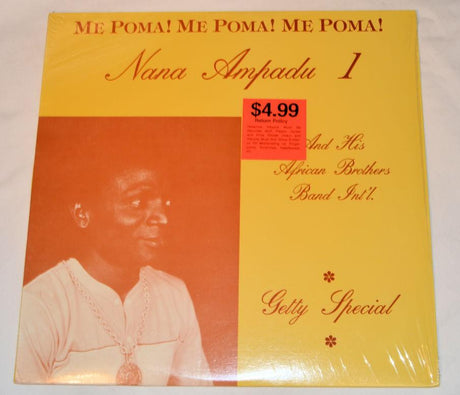 ME POMA! ME POMA! ME POMA!
Nana Ampadu 1
$4.99
Return Policy
And His
African Brothers
Band Int'l.
Getty Special